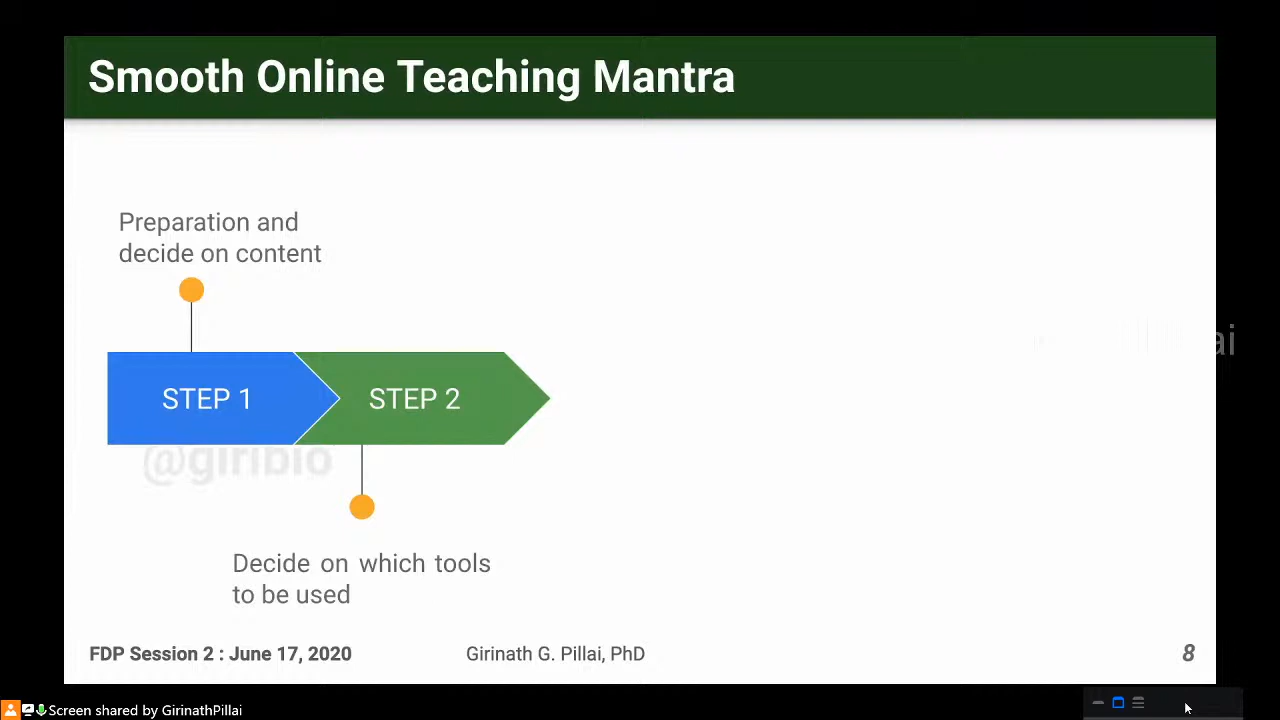 Smooth Online Teaching Mantra
Preparation and
decide on content
STEP 1
STEP 2
@giribio
Decide on which tools
to be used
FDP Session 2 : June 17, 2020
Girinath G. Pillai, PhD
8
Screen shared by GirinathPillai